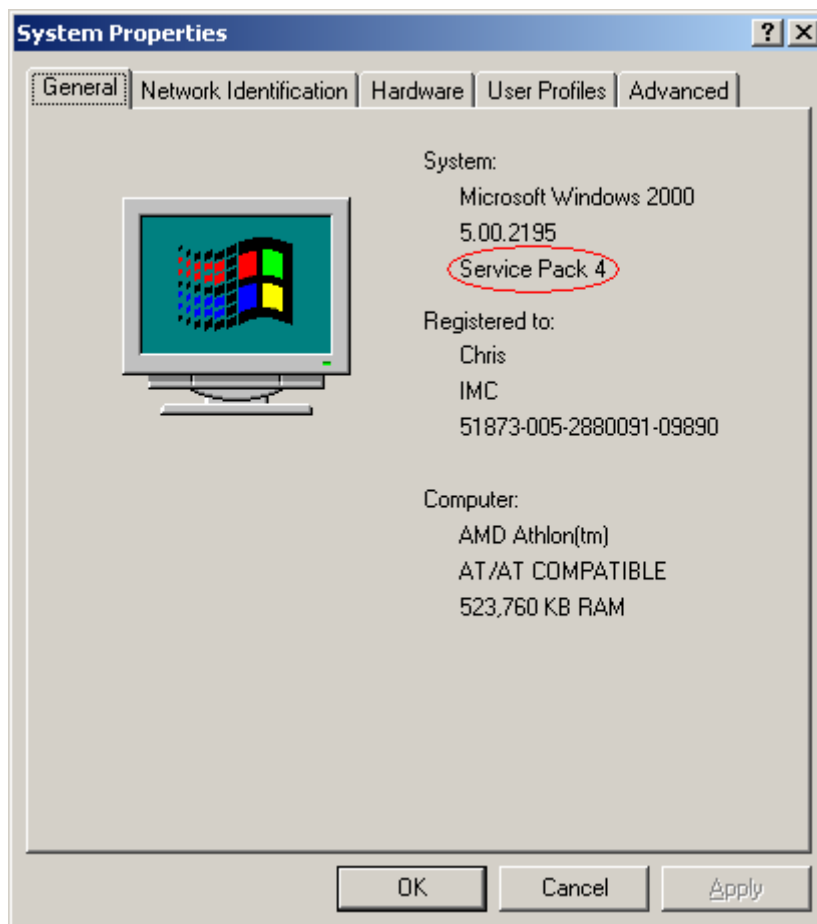 System Properties
General
Network Identification
Hardware
User Profiles
Advanced
System:
Microsoft Windows 2000
5.00.2195
Service Pack 4
Registered to:
Chris
IMC
51873-005-2880091-09890
Computer:
AMD Athlon(tm)
AT/AT COMPATIBLE
523,760 KB RAM
OK
Cancel
Apply